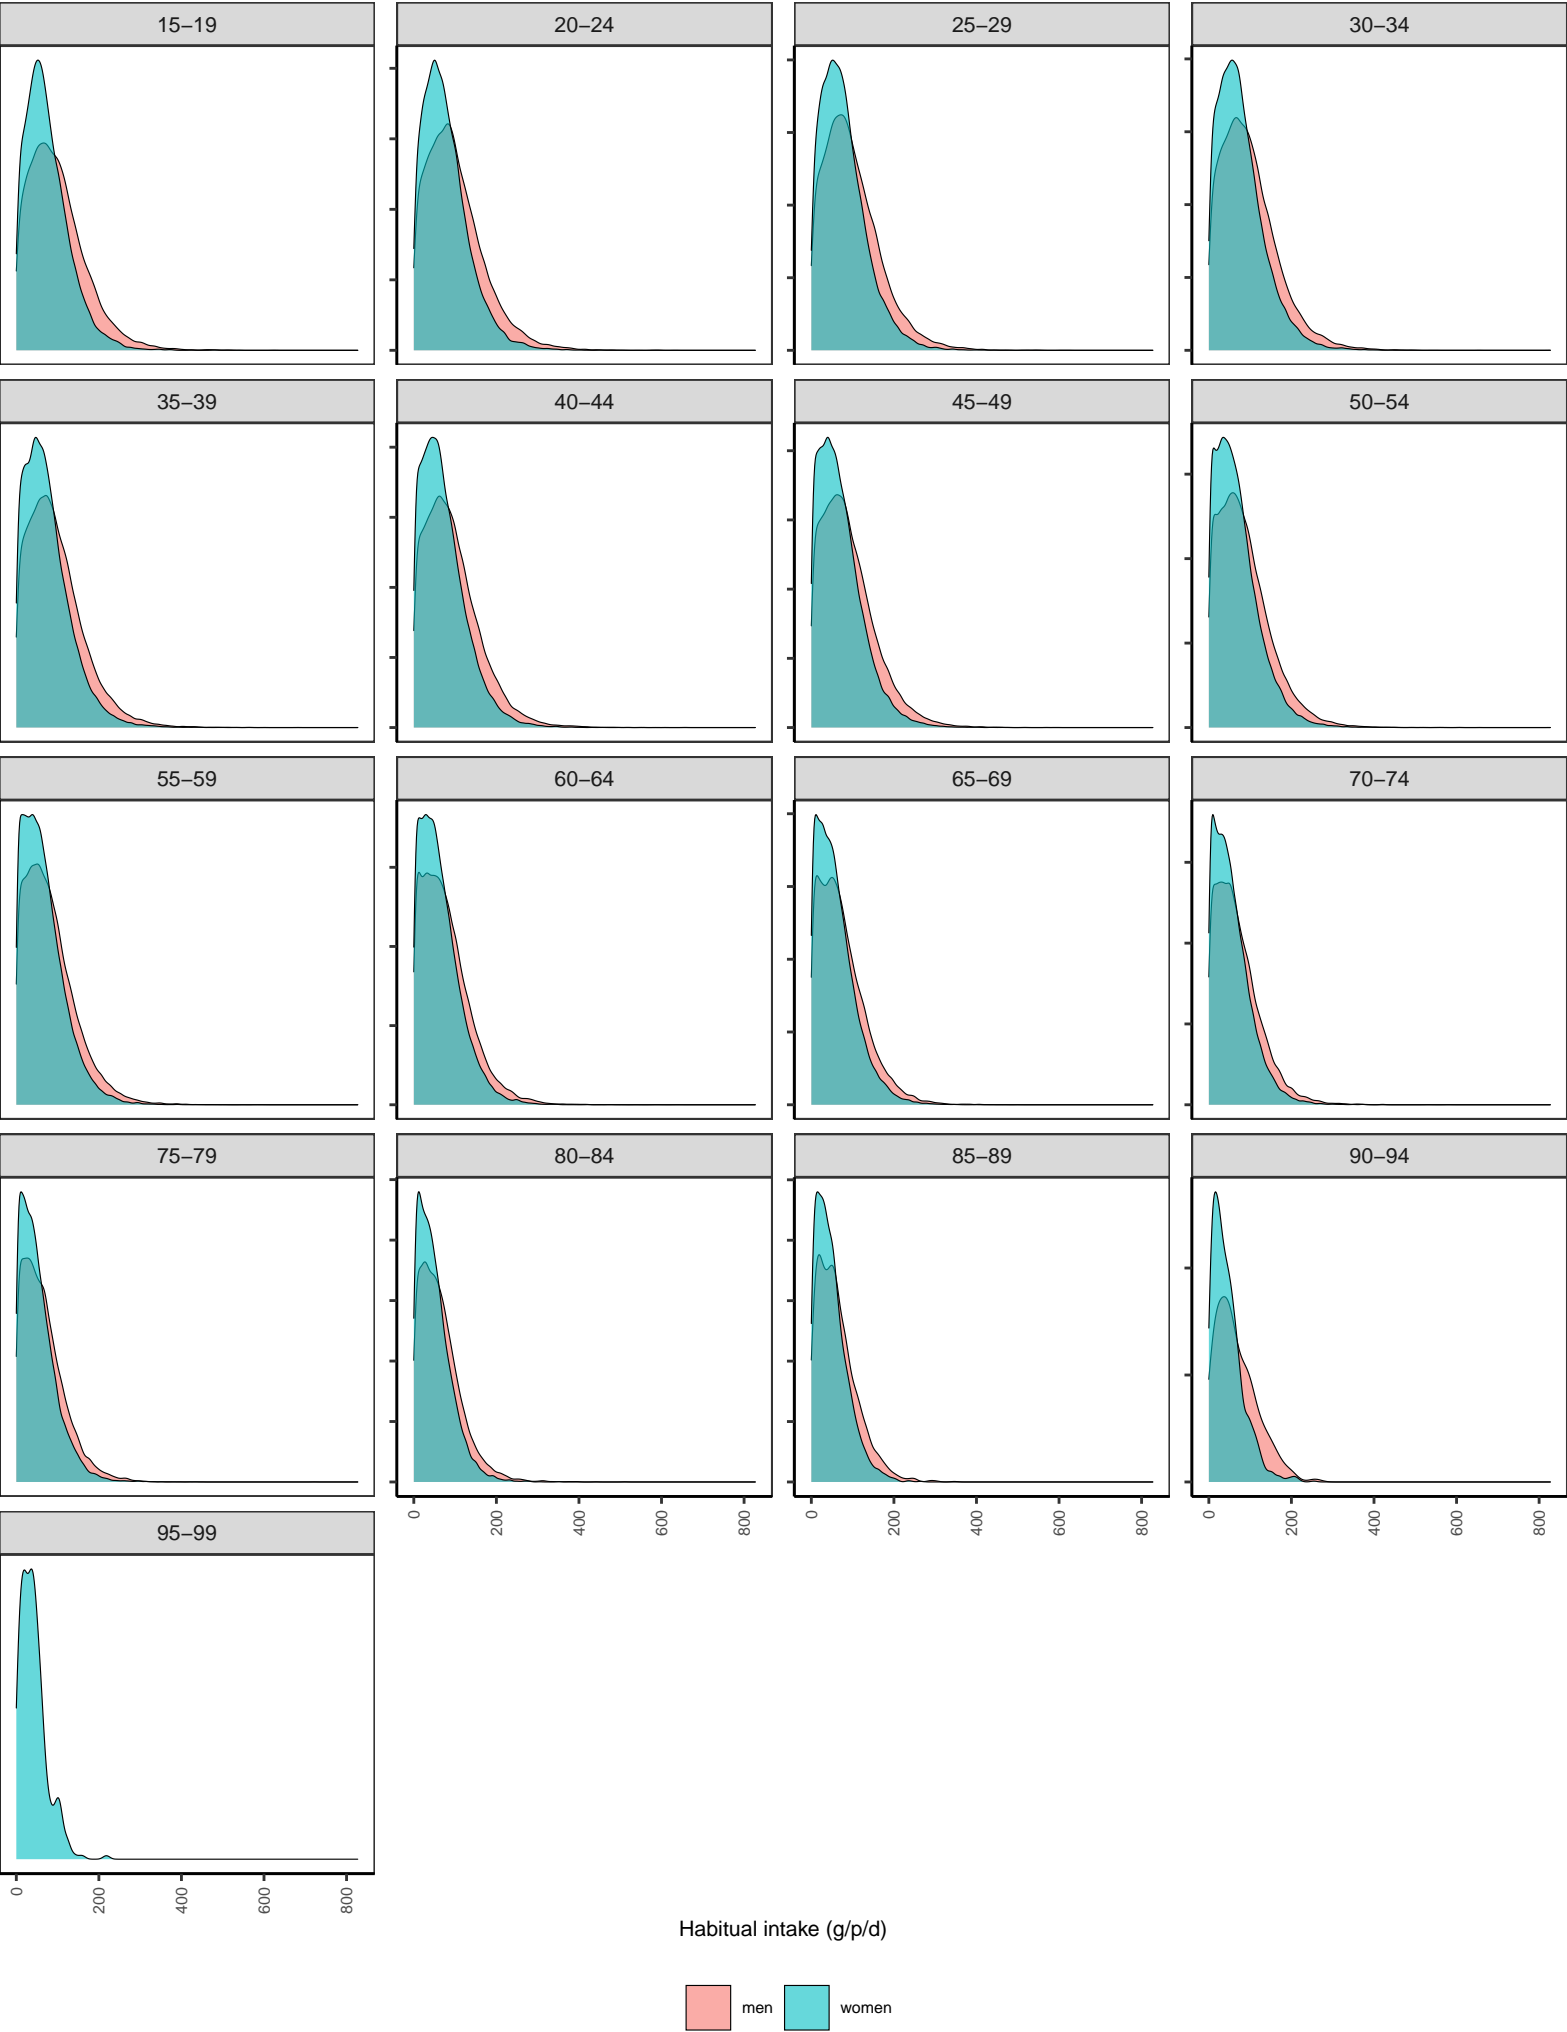 15−19 20−24 25−29 30−34
35−39 40−44 45−49 50−54
55−59 60−64 65−69 70−74
75−79 80−84 85−89 90−94
0 200 400 600 800 0 200 400 600 800 0 200 400 600 800
95−99
0 200 400 600 800
Habitual intake (g/p/d)
men women